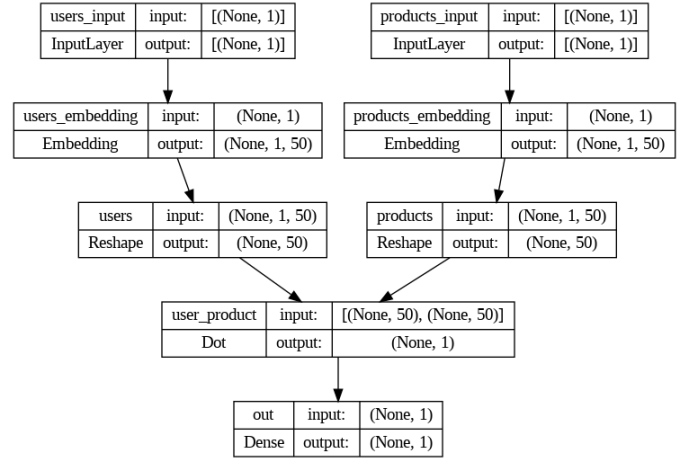 users_input input: [(None, 1)]
InputLayer output: [(None, 1)]
products_input input: [(None, 1)]
InputLayer output: [(None, 1)]
users_embedding input: (None, 1)
Embedding output: (None, 1, 50)
products_embedding input: (None, 1)
Embedding output: (None, 1, 50)
users input: (None, 1, 50)
Reshape output: (None, 50)
products input: (None, 1, 50)
Reshape output: (None, 50)
user_product input: [(None, 50), (None, 50)]
Dot output: (None, 1)
out input: (None, 1)
Dense output: (None, 1)